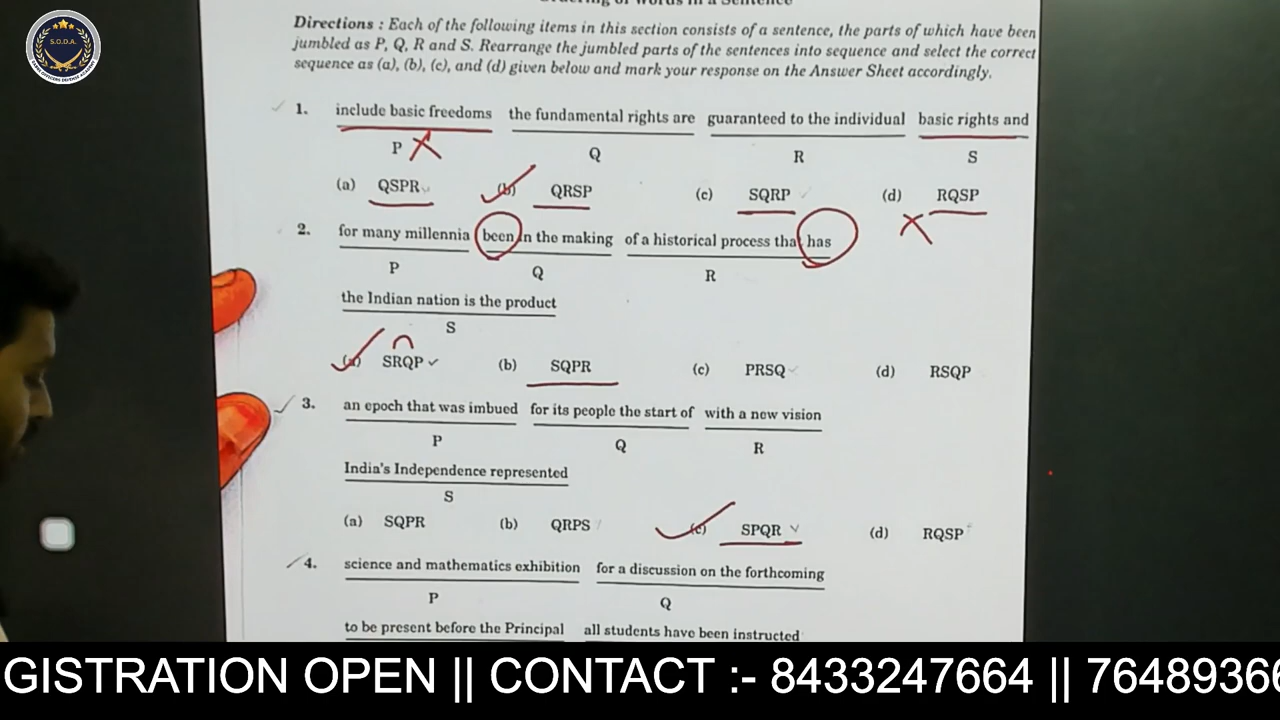 S.O.D.A.
Directions : Each of the following items in this section consists of a sentence, the parts of which have been
jumbled as P, Q, R and S. Rearrange the jumbled parts of the sentences into sequence and select the correct
sequence as (a), (b), (c), and (d) given below and mark your response on the Answer Sheet accordingly.
1. include basic freedoms the fundamental rights are guaranteed to the individual basic rights and
P Q R S
(a) QSPR (b) QRSP (c) SQRP (d) RQSP
2. for many millennia been in the making of a historical process that has
P Q R
the Indian nation is the product
S
(a) SRQP (b) SQPR (c) PRSQ (d) RSQP
3. an epoch that was imbued for its people the start of with a new vision
P Q R
India's Independence represented
S
(a) SQPR (b) QRPS (c) SPQR (d) RQSP
4. science and mathematics exhibition for a discussion on the forthcoming
P Q
to be present before the Principal all students have been instructed
GISTRATION OPEN || CONTACT :- 8433247664 || 7648936